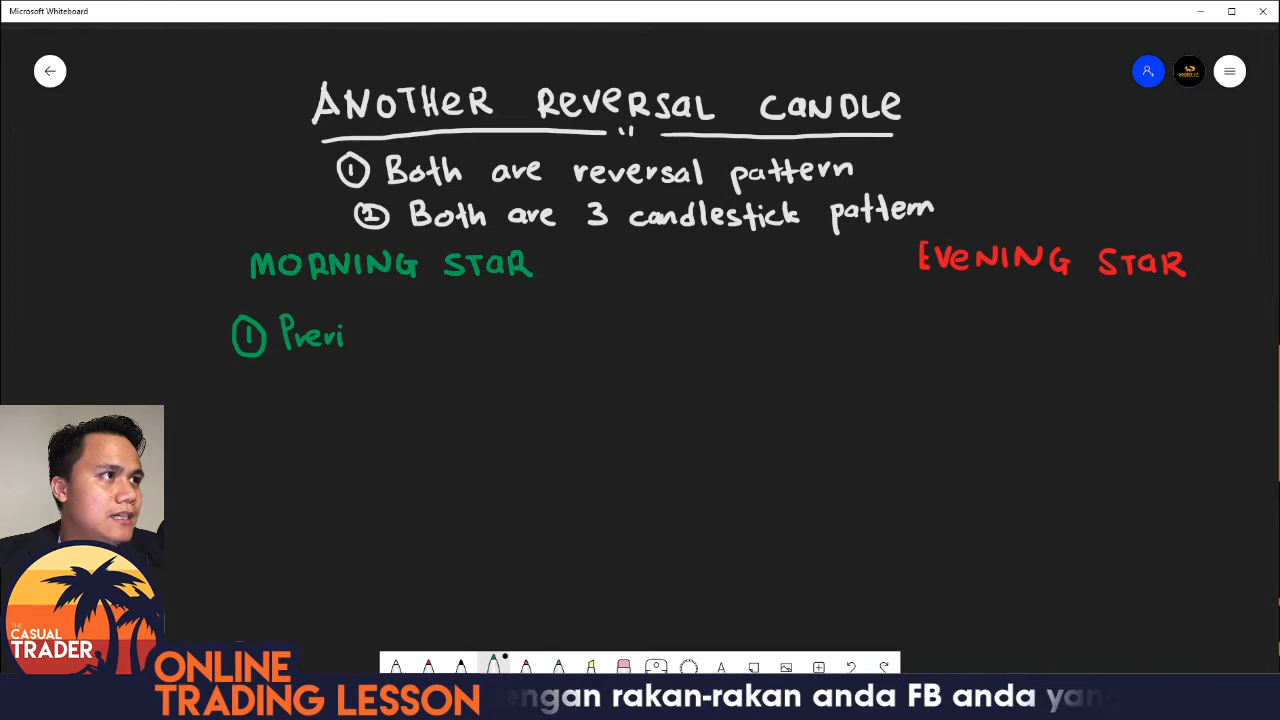 Microsoft Whiteboard
ANOTHER REVERSAL CANDLE
① Both are reversal pattern
② Both are 3 candlestick pattern
MORNING STAR
EVENING STAR
① Previ
THE
CASUAL
TRADER
ONLINE
TRADING LESSON
engan rakan-rakan anda FB anda yan